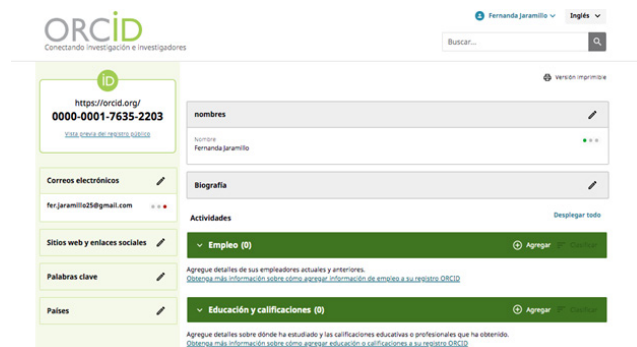 ORCID
Conectando investigación e investigadores
Fernanda Jaramillo
Inglés
Buscar...
Versión imprimible
iD
https://orcid.org/
0000-0001-7635-2203
Vista previa del registro público
Correos electrónicos
fer.jaramillo25@gmail.com
Sitios web y enlaces sociales
Palabras clave
Países
nombres
Nombre
Fernanda Jaramillo
Biografía
Actividades
Desplegar todo
Empleo (0)
Agregar
Clasificar
Agregue detalles de sus empleadores actuales y anteriores.
Obtenga más información sobre cómo agregar información de empleo a su registro ORCID
Educación y calificaciones (0)
Agregar
Clasificar
Agregue detalles sobre dónde ha estudiado y las calificaciones educativas o profesionales que ha obtenido.
Obtenga más información sobre cómo agregar educación o calificaciones a su registro ORCID